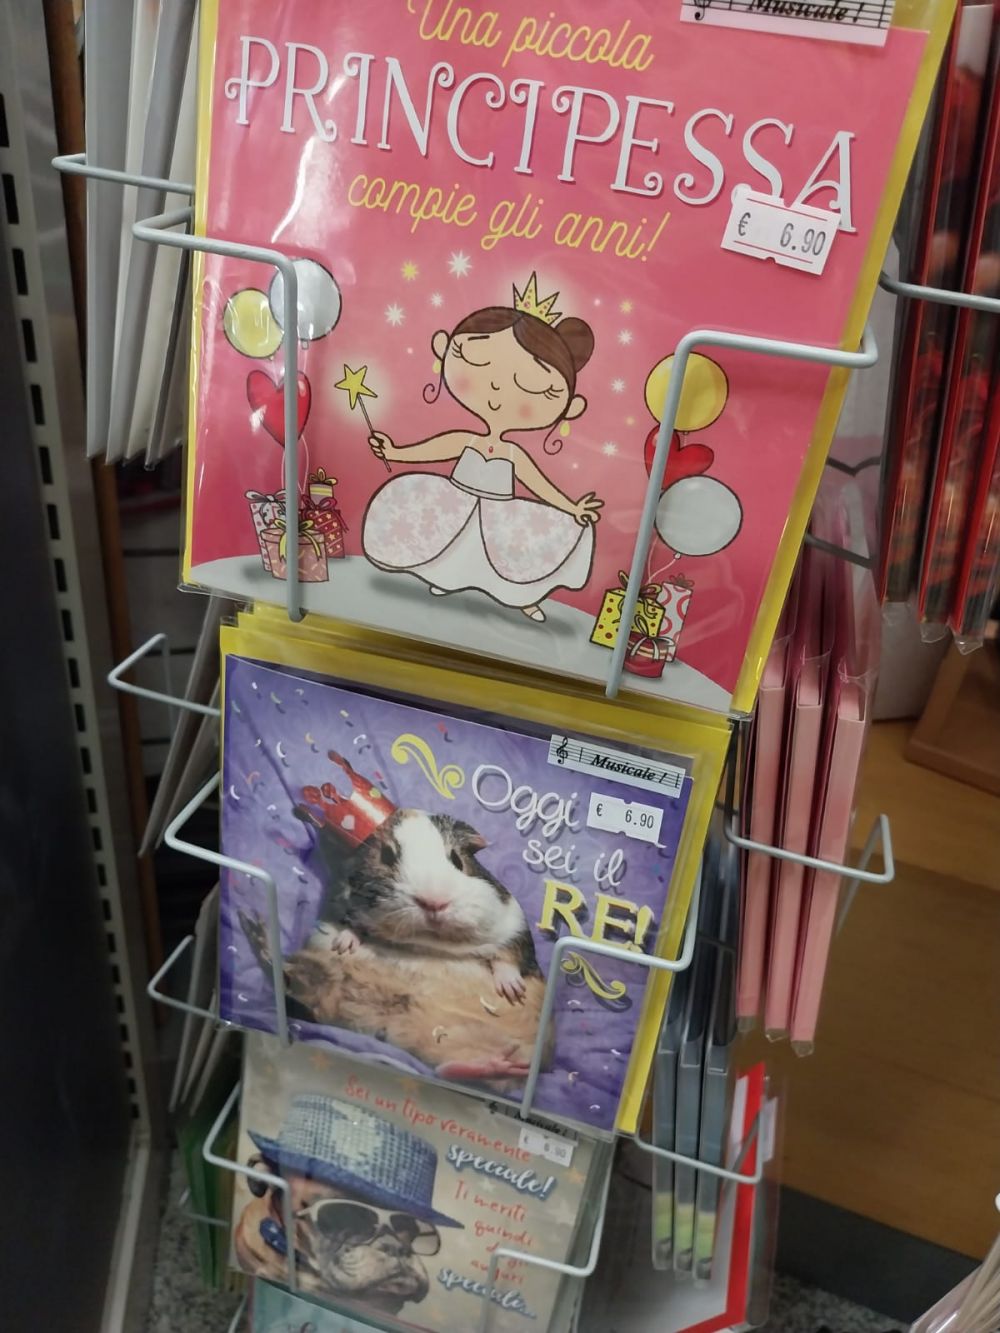 Musicale!
Una piccola
PRINCIPESSA
compie gli anni!
€ 6.90
Musicale!
Oggi
€ 6.90
sei il
RE!
Sei un tipo veramente
speciale!
€ 6.90
Ti meriti
quindi
auguri
speciali...